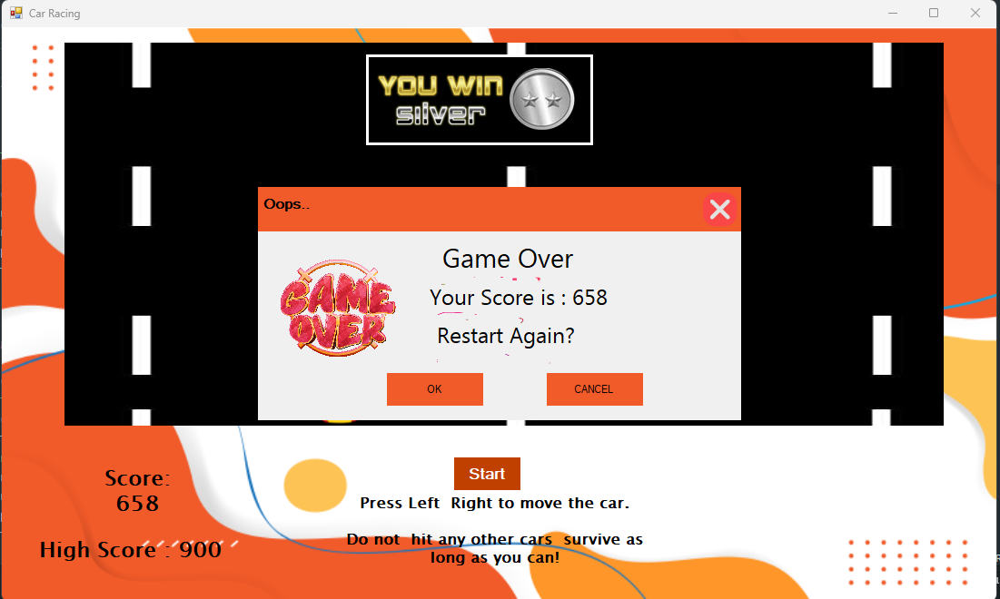 Car Racing
YOU WIN
silver
Oops..
Game Over
GAME
OVER
Your Score is : 658
Restart Again?
OK
CANCEL
Score:
658
High Score : 900
Start
Press Left  Right to move the car.
Do not  hit any other cars  survive as
long as you can!